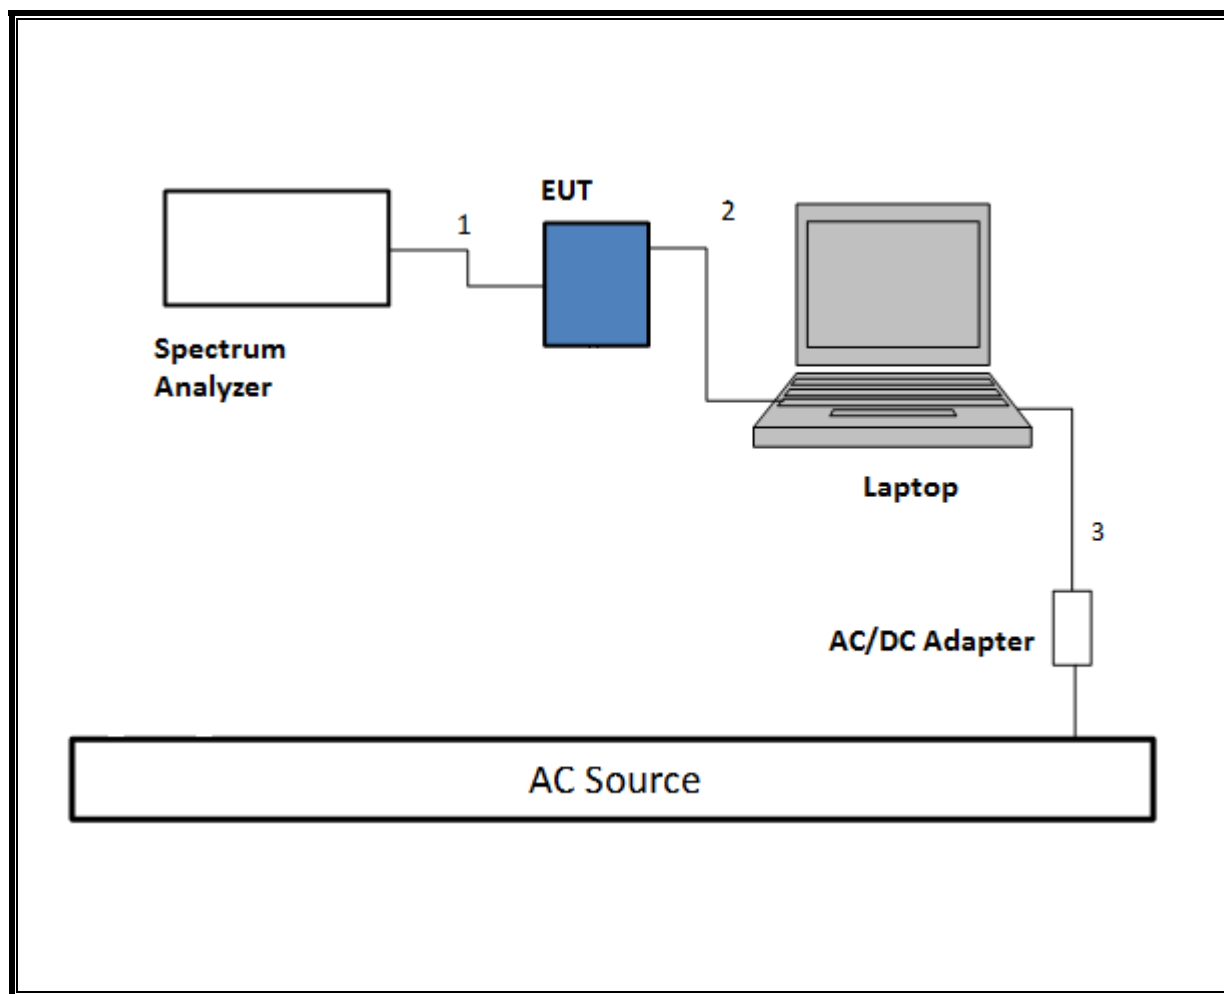 EUT
1
2
Spectrum
Analyzer
Laptop
3
AC/DC Adapter
AC Source